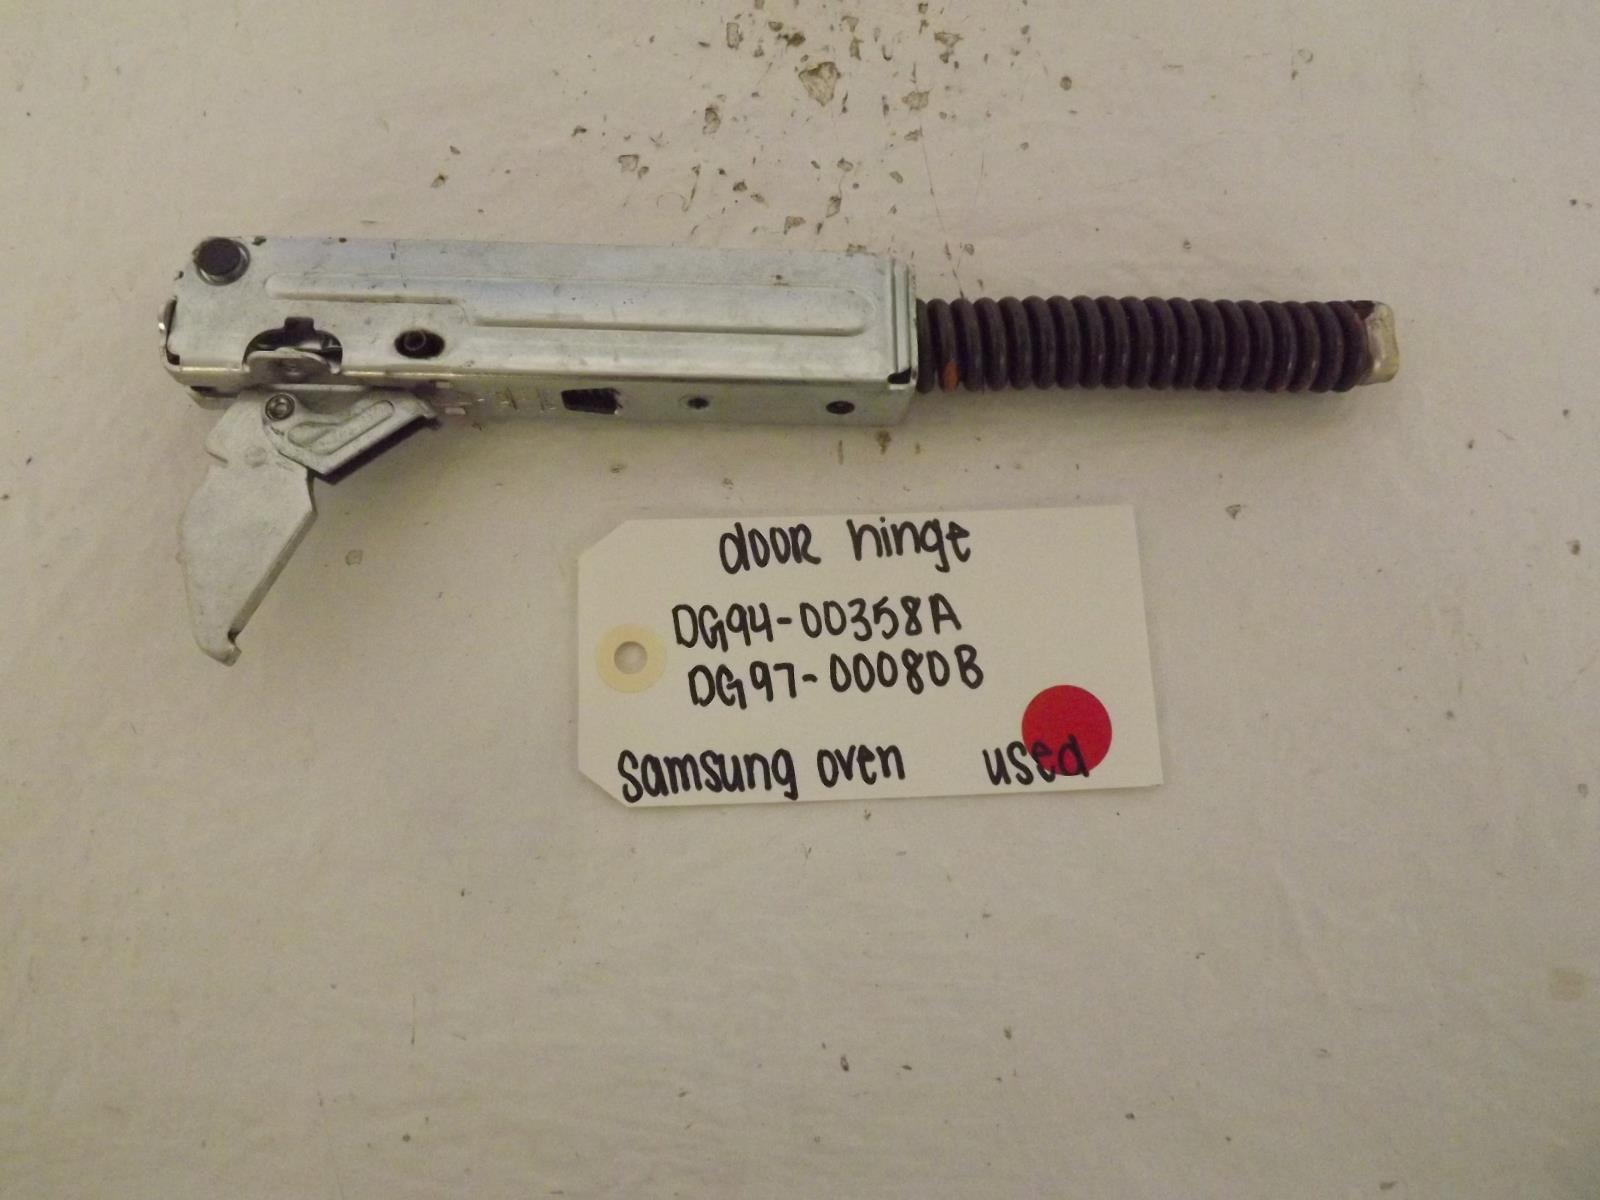 door hinge
DG94-00358A
DG97-00080B
samsung oven used